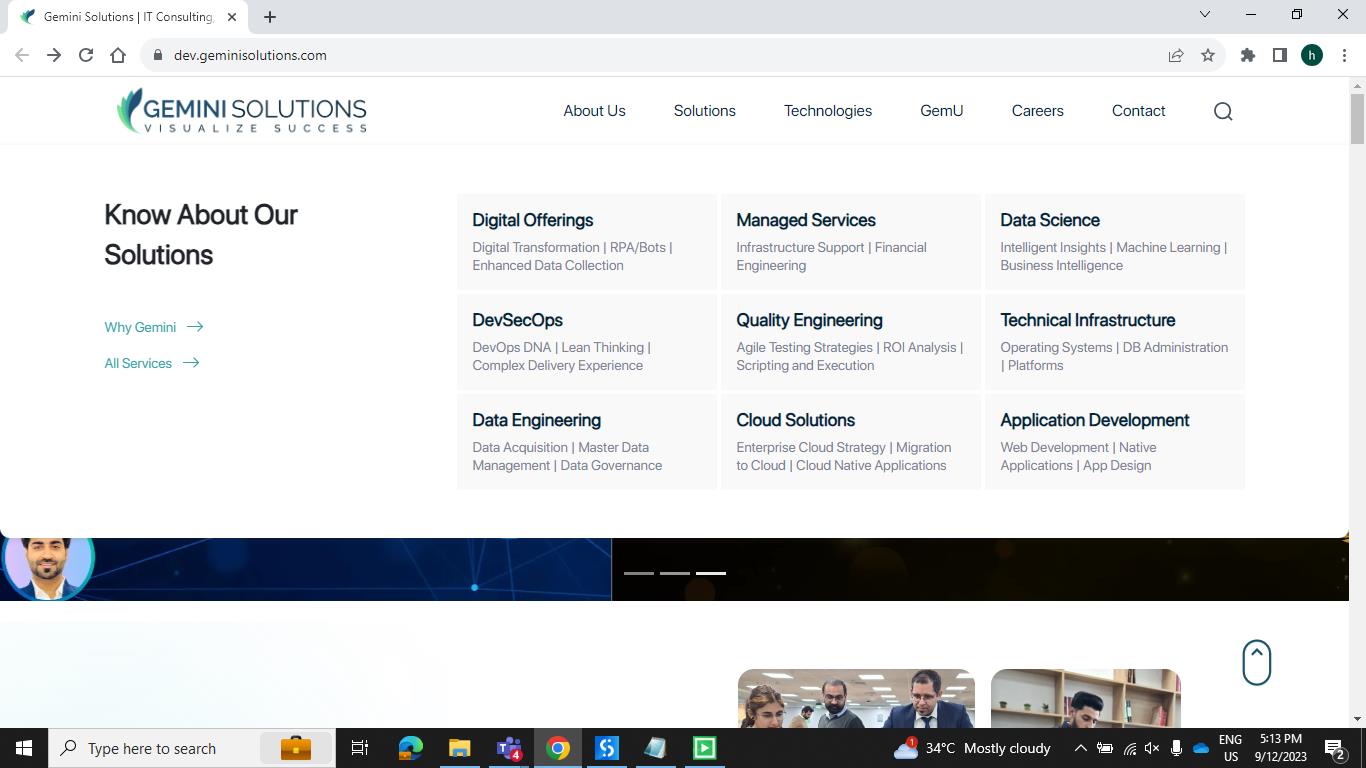 Gemini Solutions | IT Consulting,
dev.geminisolutions.com
h
GEMINI SOLUTIONS
VISUALIZE SUCCESS
About Us
Solutions
Technologies
GemU
Careers
Contact
Know About Our
Solutions
Why Gemini
All Services
Digital Offerings
Digital Transformation | RPA/Bots |
Enhanced Data Collection
Managed Services
Infrastructure Support | Financial
Engineering
Data Science
Intelligent Insights | Machine Learning |
Business Intelligence
DevSecOps
DevOps DNA | Lean Thinking |
Complex Delivery Experience
Quality Engineering
Agile Testing Strategies | ROI Analysis |
Scripting and Execution
Technical Infrastructure
Operating Systems | DB Administration
| Platforms
Data Engineering
Data Acquisition | Master Data
Management | Data Governance
Cloud Solutions
Enterprise Cloud Strategy | Migration
to Cloud | Cloud Native Applications
Application Development
Web Development | Native
Applications | App Design
Type here to search
4
1
34°C Mostly cloudy
ENG
US
5:13 PM
9/12/2023
2